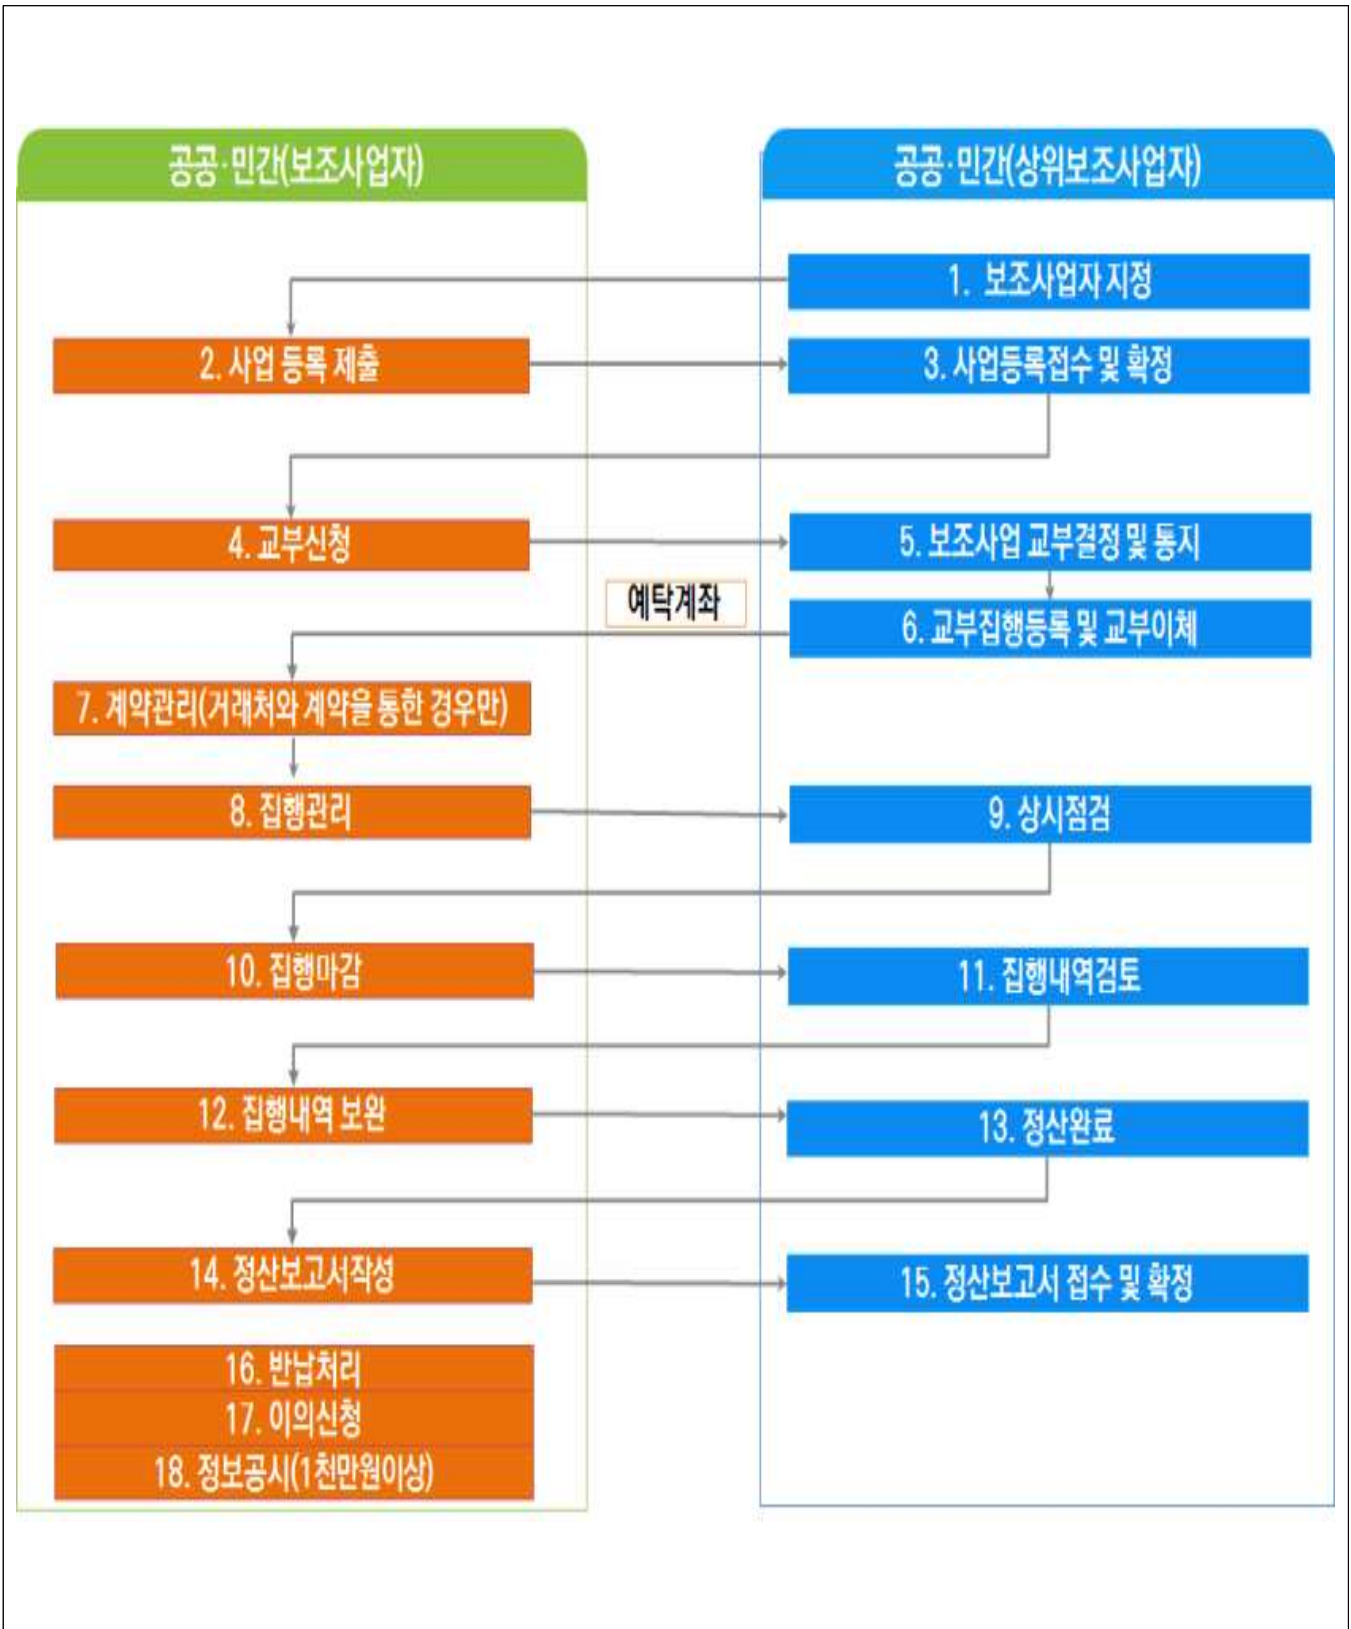 공공·민간(보조사업자)
공공·민간(상위보조사업자)
1. 보조사업자 지정
2. 사업 등록 제출
3. 사업등록접수 및 확정
4. 교부신청
5. 보조사업 교부결정 및 통지
예탁계좌
6. 교부집행등록 및 교부이체
7. 계약관리(거래처와 계약을 통한 경우만)
8. 집행관리
9. 상시점검
10. 집행마감
11. 집행내역검토
12. 집행내역 보완
13. 정산완료
14. 정산보고서작성
15. 정산보고서 접수 및 확정
16. 반납처리
17. 이의신청
18. 정보공시(1천만원이상)